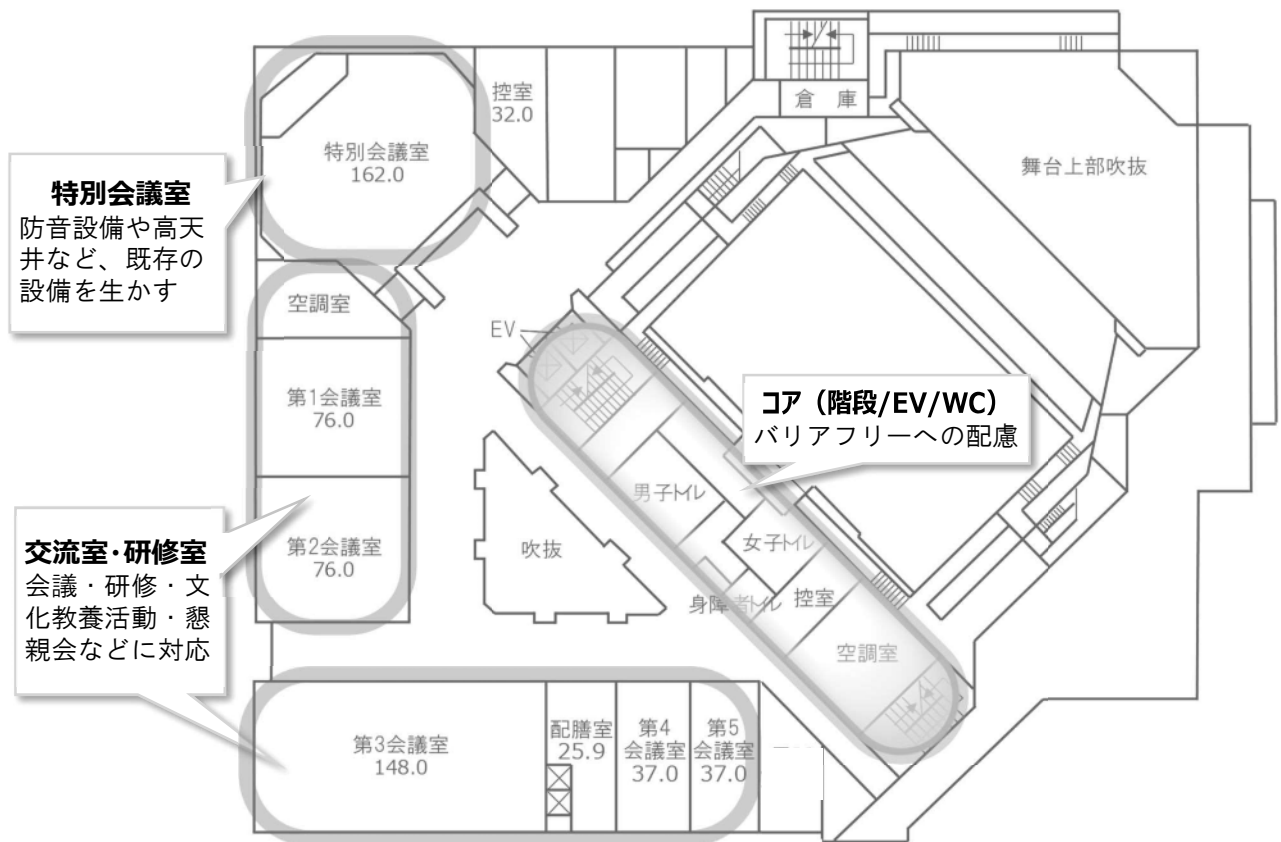 倉 庫
控室
32.0
特別会議室
162.0
舞台上部吹抜
特別会議室
防音設備や高天
井など、既存の
設備を生かす
空調室
EV
第1会議室
76.0
コア（階段/EV/WC）
バリアフリーへの配慮
男子トイレ
女子トイレ
吹抜
第2会議室
76.0
交流室・研修室
会議・研修・文
化教養活動・懇
親会などに対応
身障者トイレ
控室
空調室
第3会議室
148.0
配膳室
25.9
第4
会議室
37.0
第5
会議室
37.0